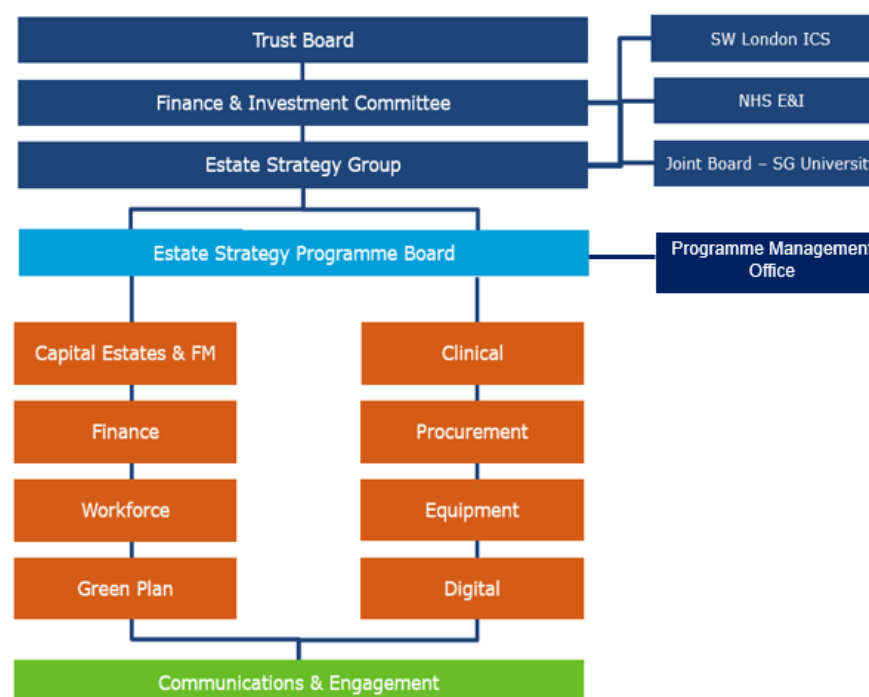 Trust Board
SW London ICS
Finance & Investment Committee
NHS E&I
Estate Strategy Group
Joint Board – SG Universit
Estate Strategy Programme Board
Programme Management
Office
Capital Estates & FM
Clinical
Finance
Procurement
Workforce
Equipment
Green Plan
Digital
Communications & Engagement